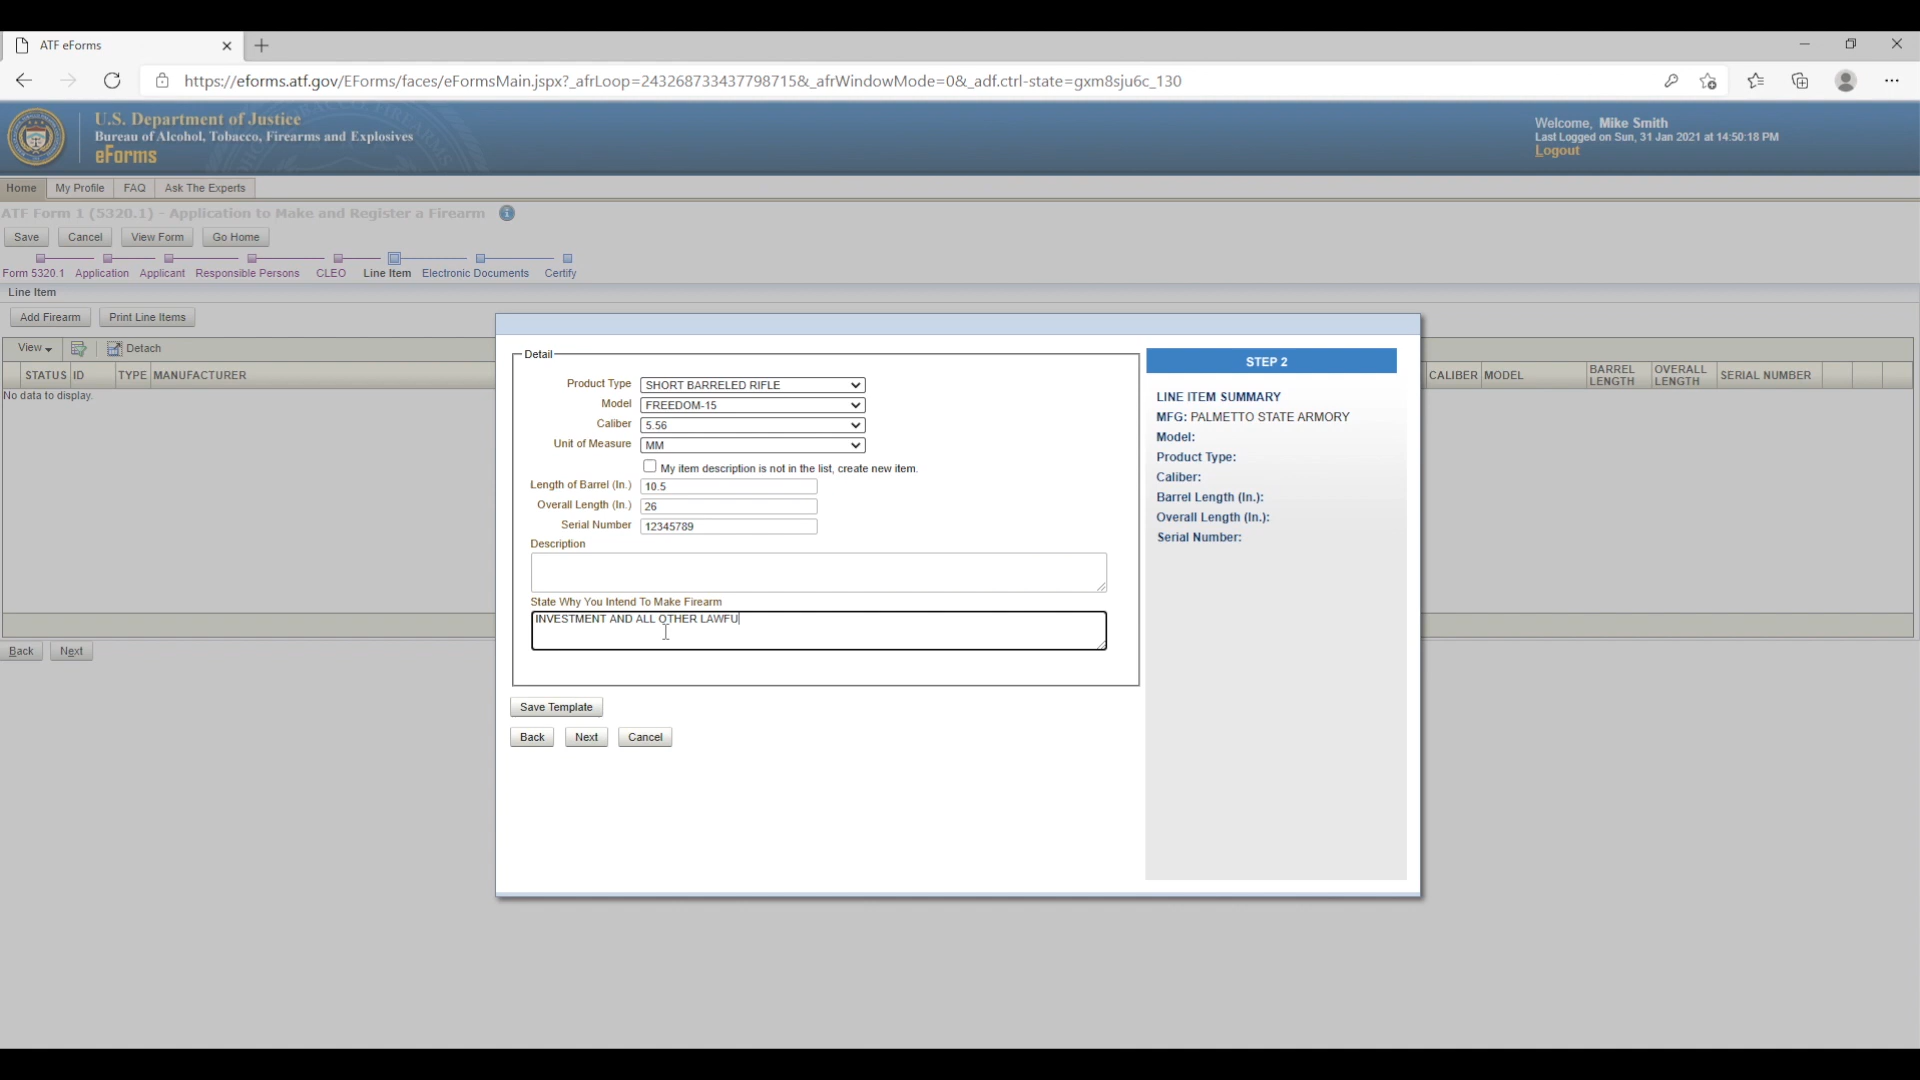 ATF eForms
https://eforms.atf.gov/EForms/faces/eFormsMain.jspx?_afrLoop=243268733437798715&_afrWindowMode=0&_adf.ctrl-state=gxm8sju6c_130
U.S. Department of Justice
Bureau of Alcohol, Tobacco, Firearms and Explosives
eForms
Welcome, Mike Smith
Last Logged on Sun, 31 Jan 2021 at 14:50:18 PM
Logout
Home My Profile FAQ Ask The Experts
ATF Form 1 (5320.1) - Application to Make and Register a Firearm
Save Cancel View Form Go Home
Form 5320.1 Application Applicant Responsible Persons CLEO Line Item Electronic Documents Certify
Line Item
Add Firearm Print Line Items
View Detach
STATUS ID TYPE MANUFACTURER CALIBER MODEL BARREL LENGTH OVERALL LENGTH SERIAL NUMBER
No data to display.
Back Next
Detail
Product Type SHORT BARRELED RIFLE
Model FREEDOM-15
Caliber 5.56
Unit of Measure MM
My item description is not in the list, create new item.
Length of Barrel (In.) 10.5
Overall Length (In.) 26
Serial Number 12345789
Description
State Why You Intend To Make Firearm
INVESTMENT AND ALL OTHER LAWFU
Save Template
Back Next Cancel
STEP 2
LINE ITEM SUMMARY
MFG: PALMETTO STATE ARMORY
Model:
Product Type:
Caliber:
Barrel Length (In.):
Overall Length (In.):
Serial Number: